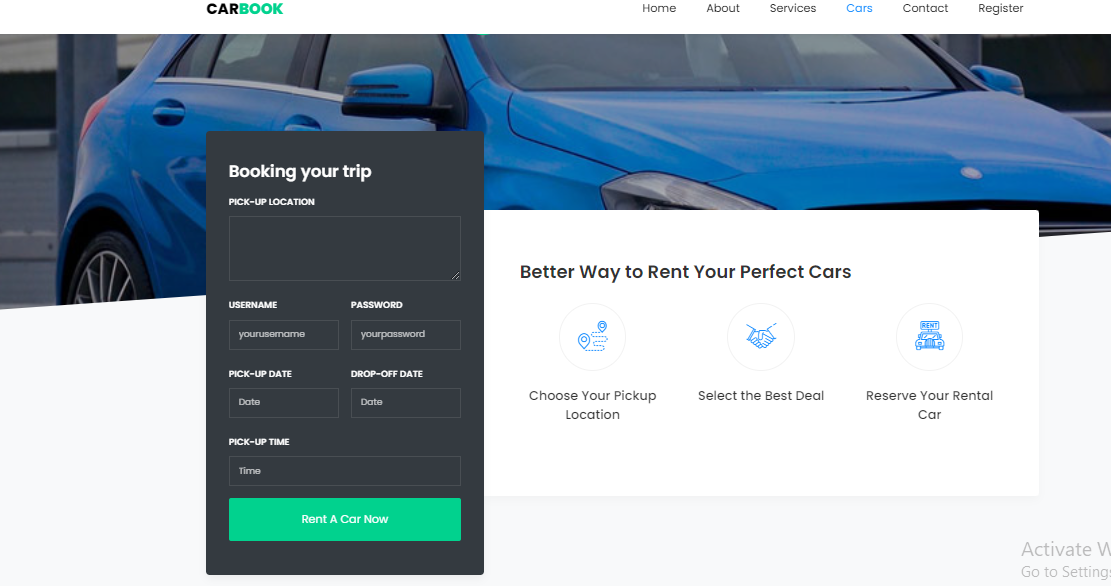 CARBOOK
Home About Services Cars Contact Register
Booking your trip
PICK-UP LOCATION
USERNAME PASSWORD
yourusername yourpassword
PICK-UP DATE DROP-OFF DATE
Date Date
PICK-UP TIME
Time
Rent A Car Now
Better Way to Rent Your Perfect Cars
RENT
Choose Your Pickup
Location
Select the Best Deal
Reserve Your Rental
Car
Activate W
Go to Settings